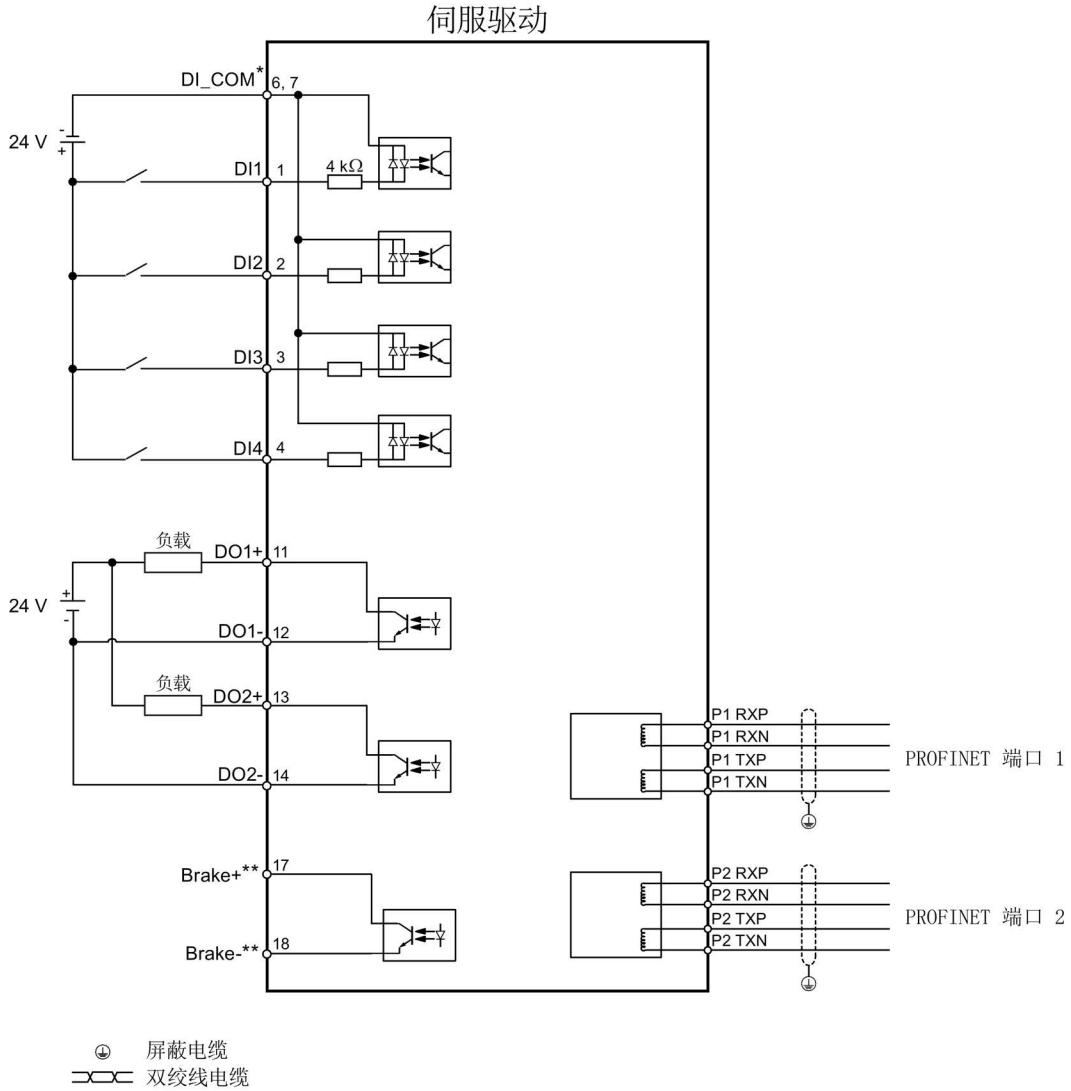 伺服驱动
DI_COM* 6, 7
24 V
-
+
DI1 1
4 kΩ
DI2 2
DI3 3
DI4 4
负载
DO1+ 11
24 V
+
-
DO1- 12
负载
DO2+ 13
DO2- 14
Brake+** 17
Brake-** 18
P1 RXP
P1 RXN
P1 TXP
P1 TXN
PROFINET 端口 1
P2 RXP
P2 RXN
P2 TXP
P2 TXN
PROFINET 端口 2
屏蔽电缆
双绞线电缆